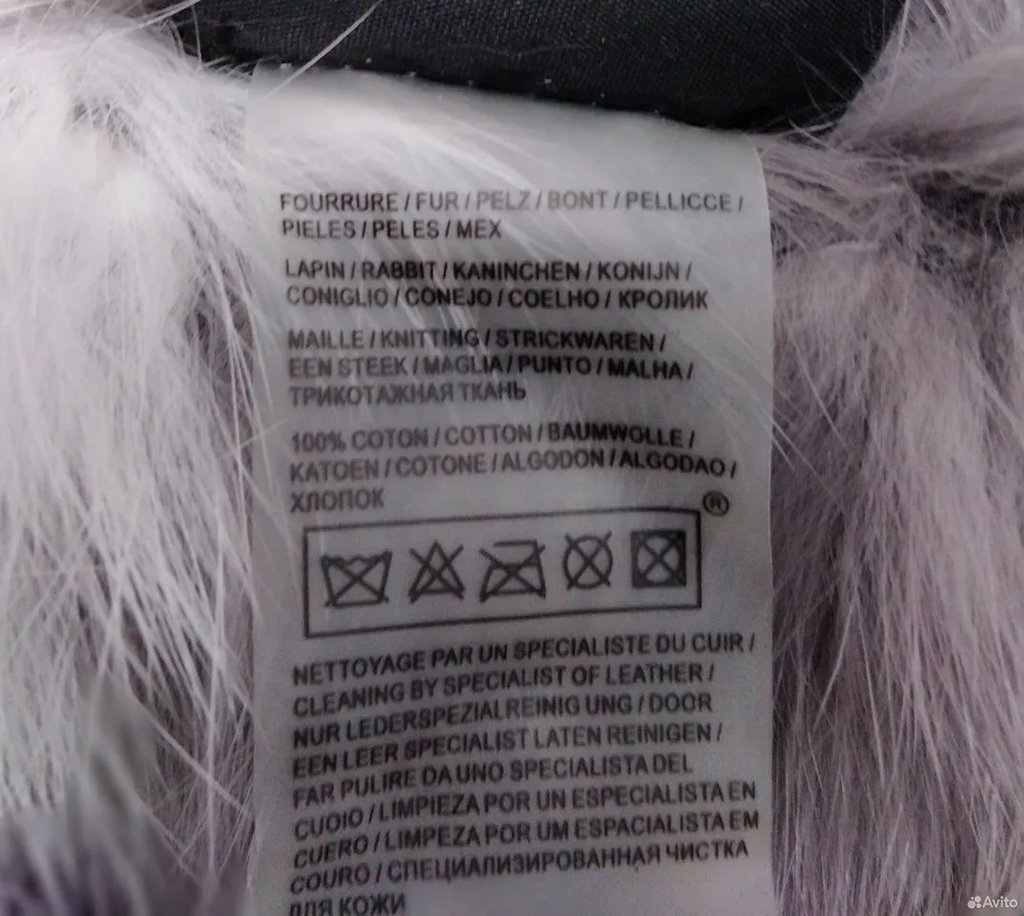 FOURRURE / FUR / PELZ / BONT / PELLICCE /
PIELES / PELES / MEX
LAPIN / RABBIT / KANINCHEN / KONIJN /
CONIGLIO / CONEJO / COELHO / КРОЛИК
MAILLE / KNITTING / STRICKWAREN /
EEN STEEK / MAGLIA / PUNTO / MALHA /
ТРИКОТАЖНАЯ ТКАНЬ
100% COTON / COTTON / BAUMWOLLE /
KATOEN / COTONE / ALGODON / ALGODAO /
ХЛОПОК
®
NETTOYAGE PAR UN SPECIALISTE DU CUIR /
CLEANING BY SPECIALIST OF LEATHER /
NUR LEDERSPEZIALREINIG UNG / DOOR
EEN LEER SPECIALIST LATEN REINIGEN /
FAR PULIRE DA UNO SPECIALISTA DEL
CUOIO / LIMPIEZA POR UN ESPECIALISTA EN
CUERO / LIMPEZA POR UM ESPACIALISTA EM
COURO / СПЕЦИАЛИЗИРОВАННАЯ ЧИСТКА
ДЛЯ КОЖИ
Avito